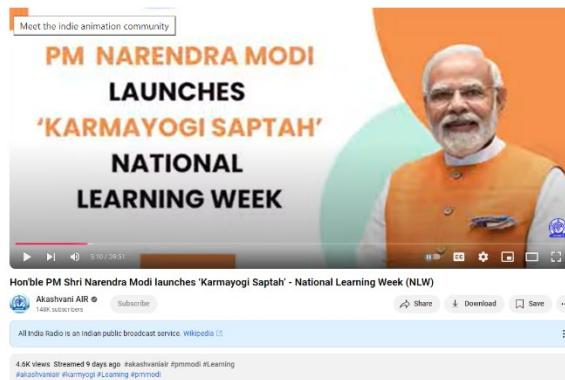 Meet the indie animation community
PM NARENDRA MODI
LAUNCHES
'KARMAYOGI SAPTAH'
NATIONAL
LEARNING WEEK
5:10 / 39:51
CC
Hon'ble PM Shri Narendra Modi launches 'Karmayogi Saptah' - National Learning Week (NLW)
Akashvani AIR
148K subscribers
Subscribe
Share
Download
Save
All India Radio is an Indian public broadcast service. Wikipedia
4.6K views Streamed 9 days ago #akashvaniair #pmmodi #Learning
#akashvaniair #karmyogi #Learning #pmmodi